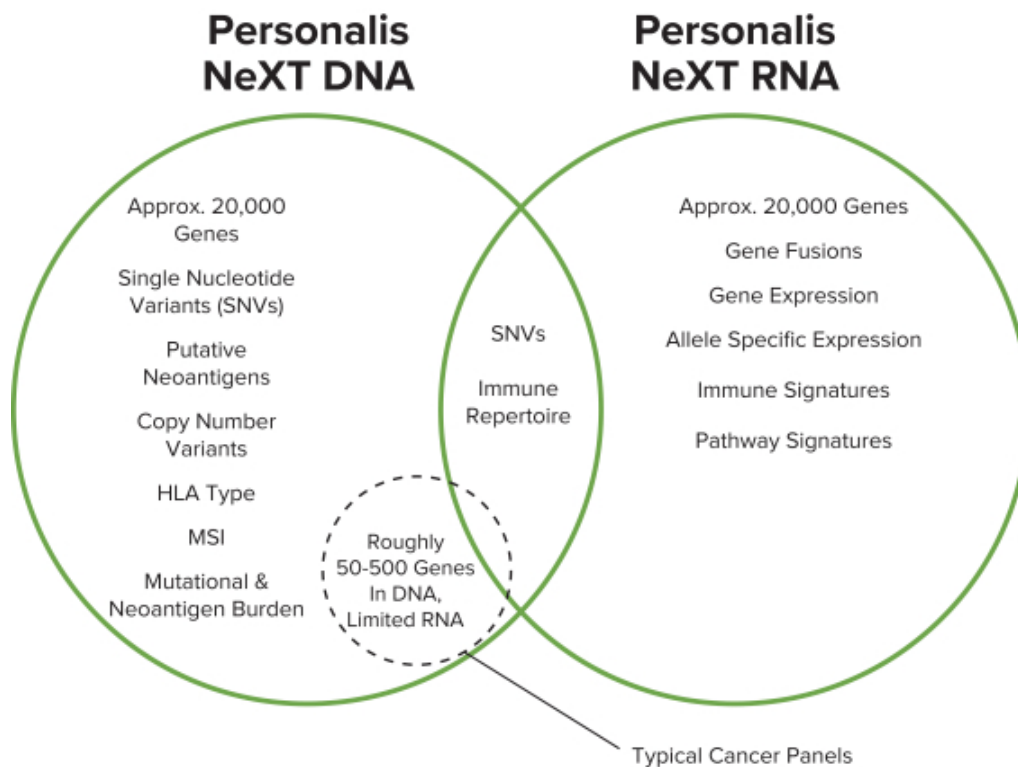 Personalis
NeXT DNA
Personalis
NeXT RNA
Approx. 20,000
Genes
Single Nucleotide
Variants (SNVs)
Putative
Neoantigens
Copy Number
Variants
HLA Type
MSI
Mutational &
Neoantigen Burden
SNVs
Immune
Repertoire
Roughly
50-500 Genes
In DNA,
Limited RNA
Approx. 20,000 Genes
Gene Fusions
Gene Expression
Allele Specific Expression
Immune Signatures
Pathway Signatures
Typical Cancer Panels